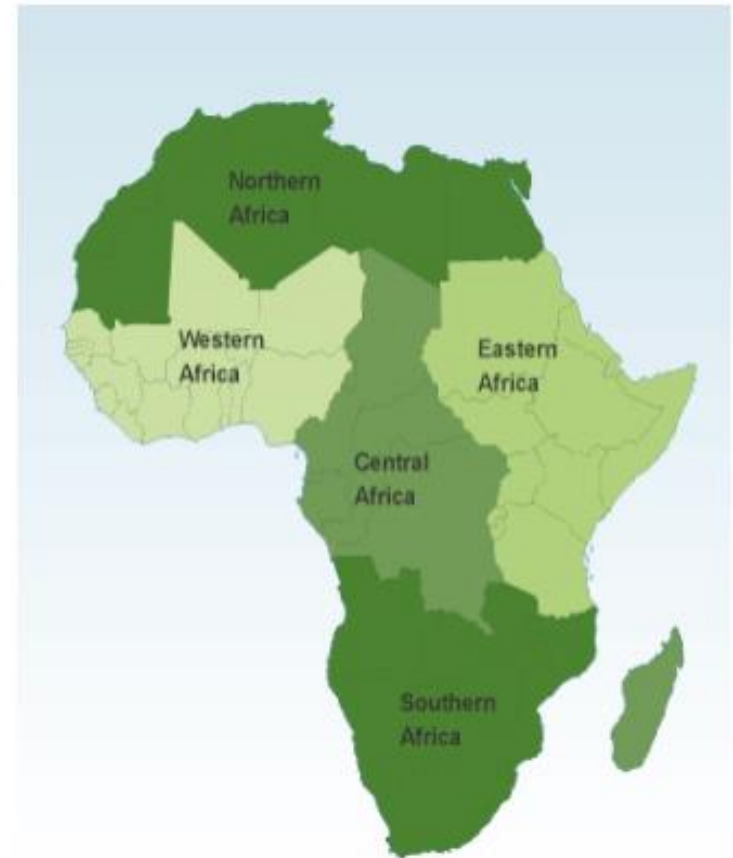 Northern
Africa
Western
Africa
Eastern
Africa
Central
Africa
Southern
Africa